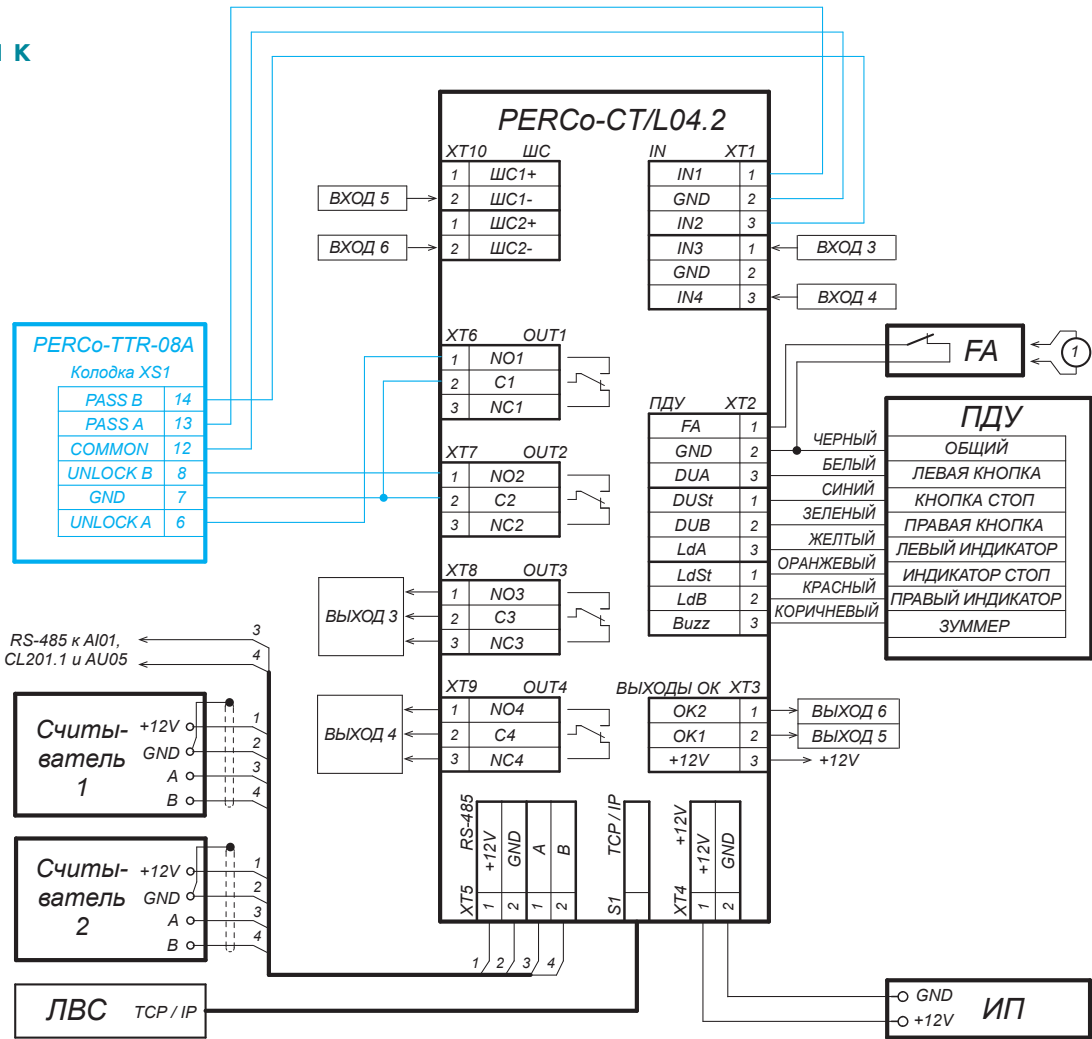 К
PERCo-CT/L04.2
XT10 ШС
1 ШС1+
2 ШС1-
1 ШС2+
2 ШС2-
ВХОД 5
ВХОД 6
IN XT1
IN1 1
GND 2
IN2 3
IN3 1
GND 2
IN4 3
ВХОД 3
ВХОД 4
PERCo-TTR-08A
Колодка XS1
PASS B 14
PASS A 13
COMMON 12
UNLOCK B 8
GND 7
UNLOCK A 6
XT6 OUT1
1 NO1
2 C1
3 NC1
XT7 OUT2
1 NO2
2 C2
3 NC2
XT8 OUT3
1 NO3
2 C3
3 NC3
ВЫХОД 3
XT9 OUT4
1 NO4
2 C4
3 NC4
ВЫХОД 4
FA
1
ПДУ XT2
FA 1
GND 2
DUA 3
DUSt 1
DUB 2
LdA 3
LdSt 1
LdB 2
Buzz 3
ЧЕРНЫЙ
БЕЛЫЙ
СИНИЙ
ЗЕЛЕНЫЙ
ЖЕЛТЫЙ
ОРАНЖЕВЫЙ
КРАСНЫЙ
КОРИЧНЕВЫЙ
ПДУ
ОБЩИЙ
ЛЕВАЯ КНОПКА
КНОПКА СТОП
ПРАВАЯ КНОПКА
ЛЕВЫЙ ИНДИКАТОР
ИНДИКАТОР СТОП
ПРАВЫЙ ИНДИКАТОР
ЗУММЕР
ВЫХОДЫ ОК XT3
OK2 1
OK1 2
+12V 3
ВЫХОД 6
ВЫХОД 5
+12V
RS-485 к AI01,
CL201.1 и AU05
3
4
Считы-
ватель
1
+12V 1
GND 2
A 3
B 4
Считы-
ватель
2
+12V 1
GND 2
A 3
B 4
XT5 RS-485
1 +12V
2 GND
1 A
2 B
1 2 3 4
S1 TCP / IP
XT4 +12V
1 +12V
2 GND
ЛВС TCP / IP
GND
+12V
ИП